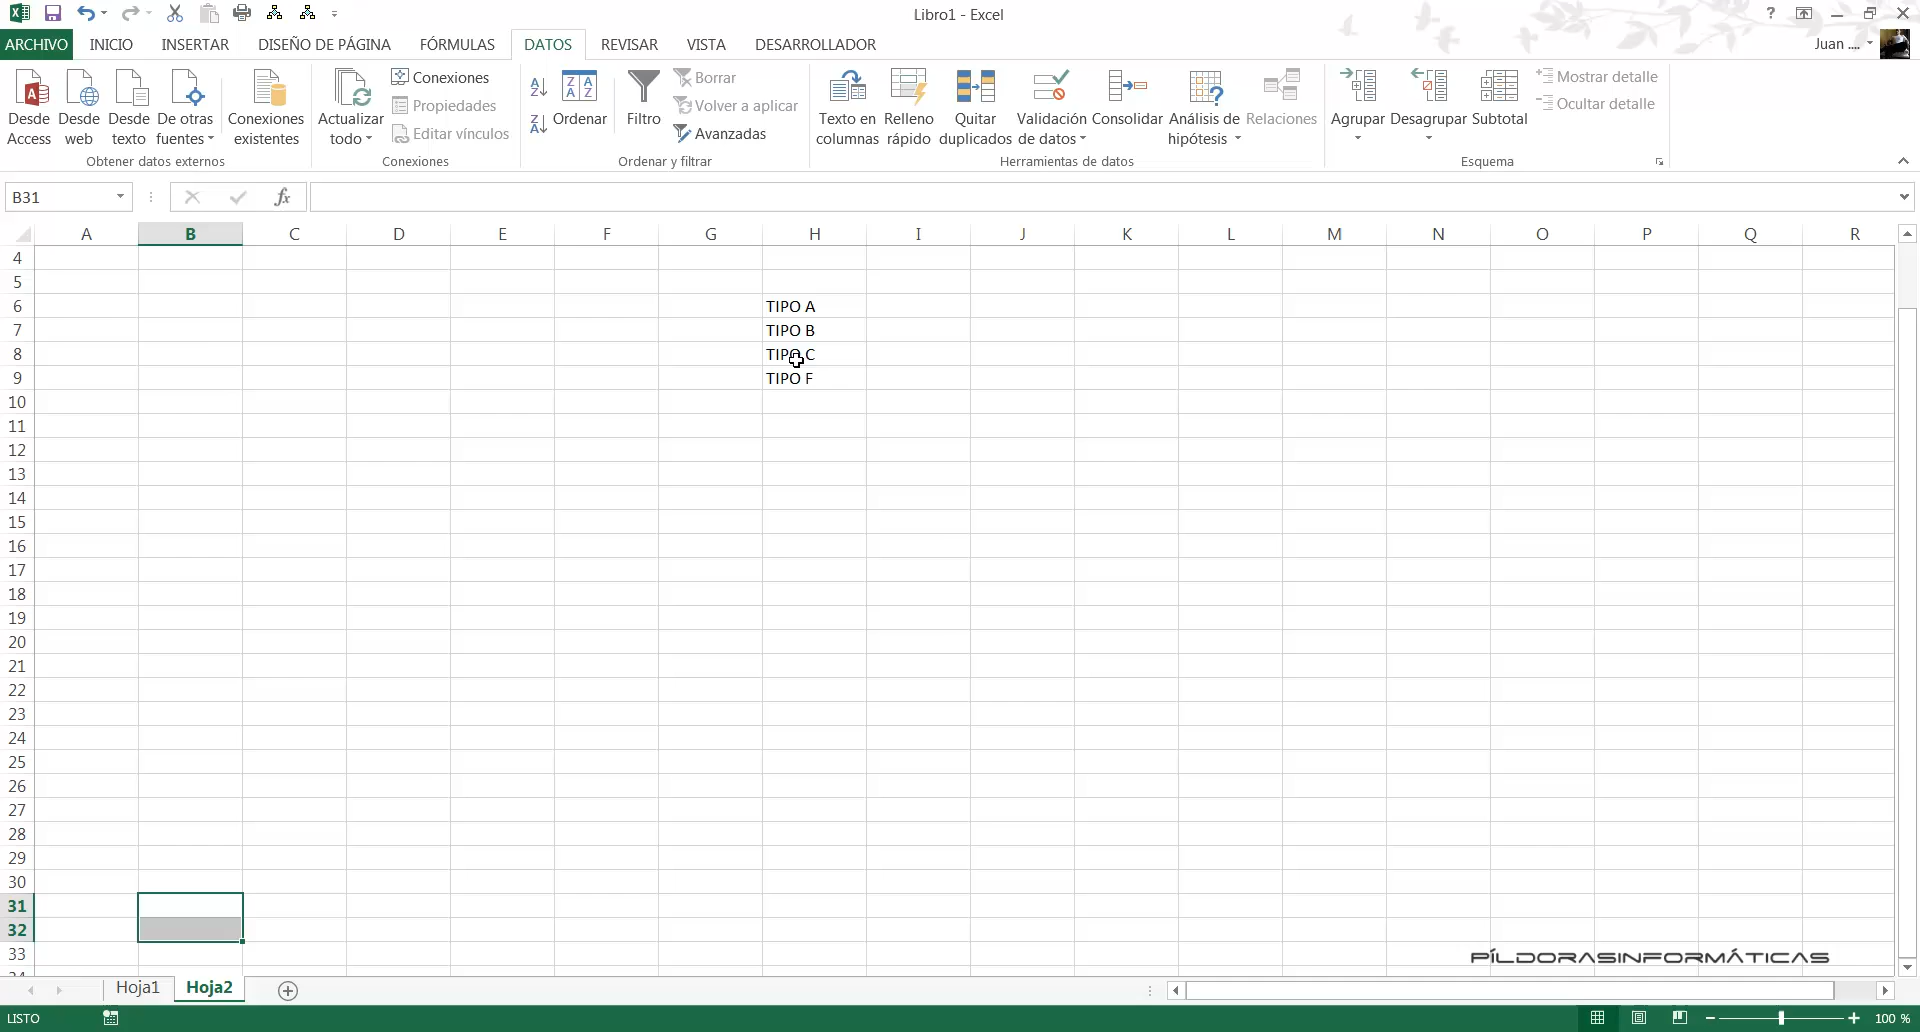 Libro1 - Excel
ARCHIVO INICIO INSERTAR DISEÑO DE PÁGINA FÓRMULAS DATOS REVISAR VISTA DESARROLLADOR Juan ....
Desde Access
Desde web
Desde texto
De otras fuentes
Obtener datos externos
Conexiones existentes
Actualizar todo
Conexiones
Propiedades
Editar vínculos
Conexiones
Ordenar
Filtro
Borrar
Volver a aplicar
Avanzadas
Ordenar y filtrar
Texto en columnas
Relleno rápido
Quitar duplicados
Validación de datos
Consolidar
Análisis de hipótesis
Relaciones
Herramientas de datos
Agrupar
Desagrupar
Subtotal
Mostrar detalle
Ocultar detalle
Esquema
B31 fx
A B C D E F G H I J K L M N O P Q R
4
5
6 TIPO A
7 TIPO B
8 TIPO C
9 TIPO F
10
11
12
13
14
15
16
17
18
19
20
21
22
23
24
25
26
27
28
29
30
31
32
33
PÍLDORASINFORMÁTICAS
Hoja1 Hoja2
LISTO 100 %